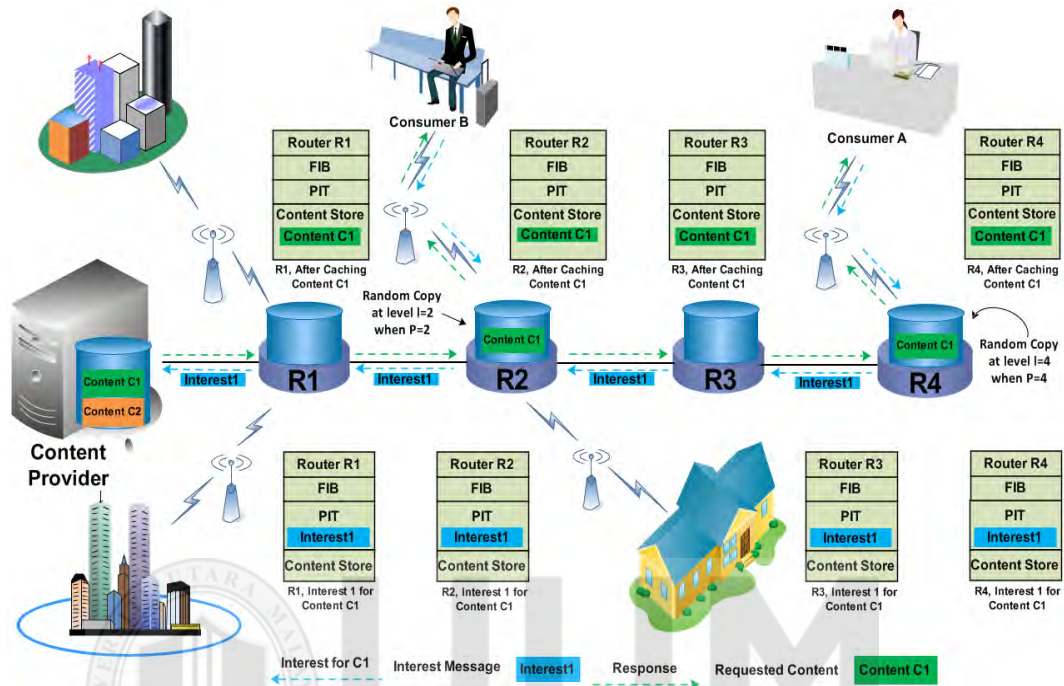 Consumer B
Consumer A
Router R1
FIB
PIT
Content Store
Content C1
R1, After Caching
Content C1
Router R2
FIB
PIT
Content Store
Content C1
R2, After Caching
Content C1
Router R3
FIB
PIT
Content Store
Content C1
R3, After Caching
Content C1
Router R4
FIB
PIT
Content Store
Content C1
R4, After Caching
Content C1
Random Copy
at level l=2
when P=2
Content C1
Content C1
Random Copy
at level l=4
when P=4
Content C1
Content C2
Content
Provider
Interest1
R1
Interest1
R2
Interest1
R3
Interest1
R4
Router R1
FIB
PIT
Interest1
Content Store
R1, Interest 1 for
Content C1
Router R2
FIB
PIT
Interest1
Content Store
R2, Interest 1 for
Content C1
Router R3
FIB
PIT
Interest1
Content Store
R3, Interest 1 for
Content C1
Router R4
FIB
PIT
Interest1
Content Store
R4, Interest 1 for
Content C1
Interest for C1
Interest Message
Interest1
Response
Requested Content
Content C1